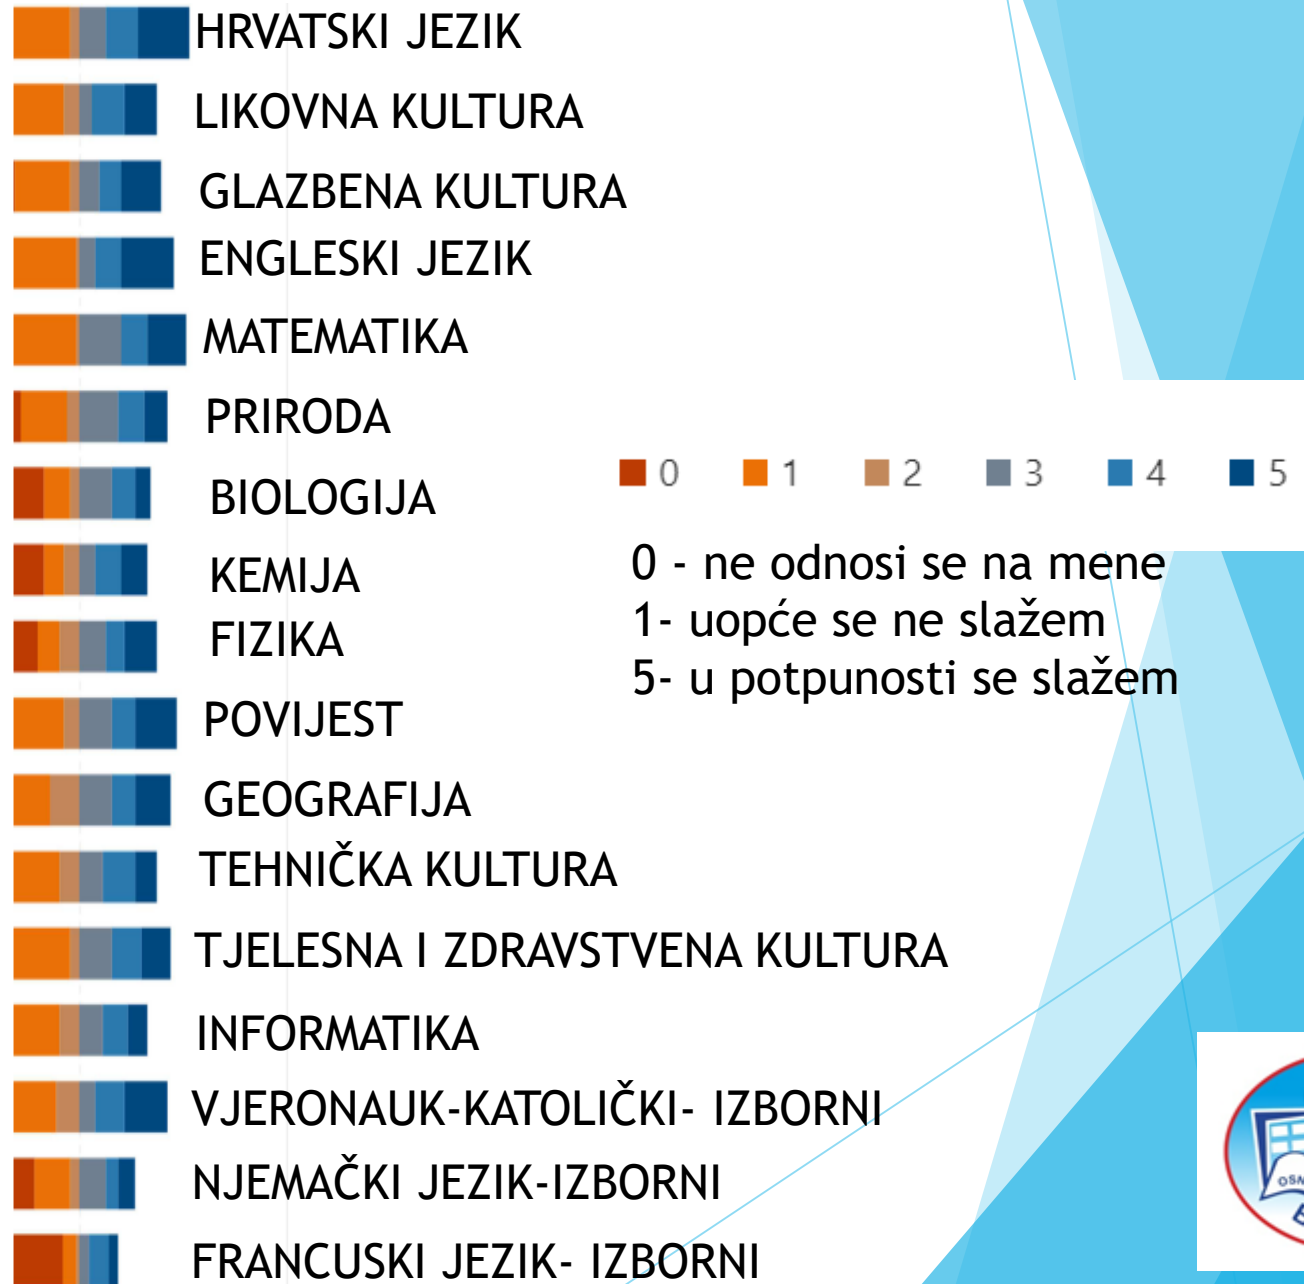 HRVATSKI JEZIK
LIKOVNA KULTURA
GLAZBENA KULTURA
ENGLESKI JEZIK
MATEMATIKA
PRIRODA
BIOLOGIJA
KEMIJA
FIZIKA
POVIJEST
GEOGRAFIJA
TEHNIČKA KULTURA
TJELESNA I ZDRAVSTVENA KULTURA
INFORMATIKA
VJERONAUK-KATOLIČKI- IZBORNI
NJEMAČKI JEZIK-IZBORNI
FRANCUSKI JEZIK- IZBORNI
0 1 2 3 4 5
0 - ne odnosi se na mene
1- uopće se ne slažem
5- u potpunosti se slažem